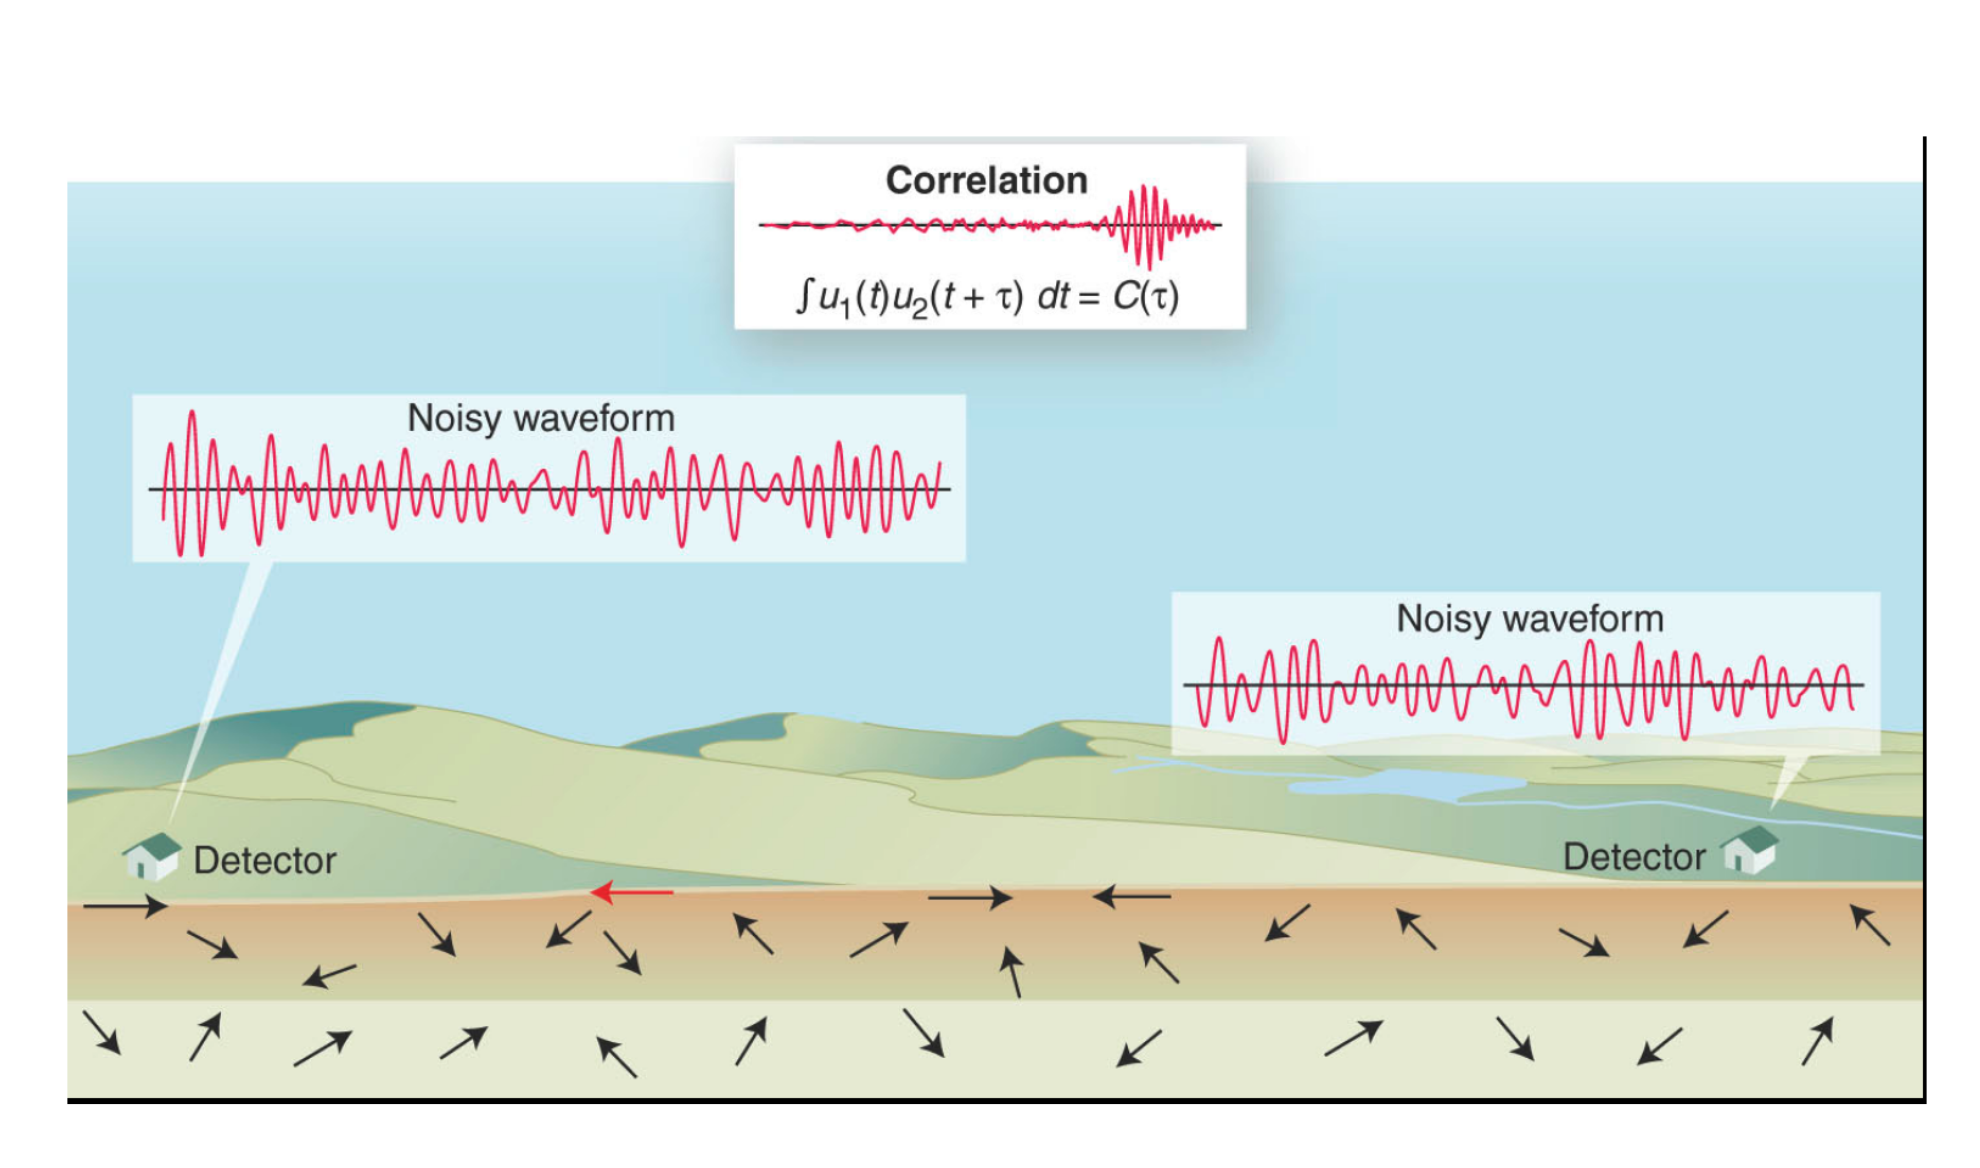 Correlation
∫u₁(t)u₂(t + τ) dt = C(τ)
Noisy waveform
Noisy waveform
Detector
Detector